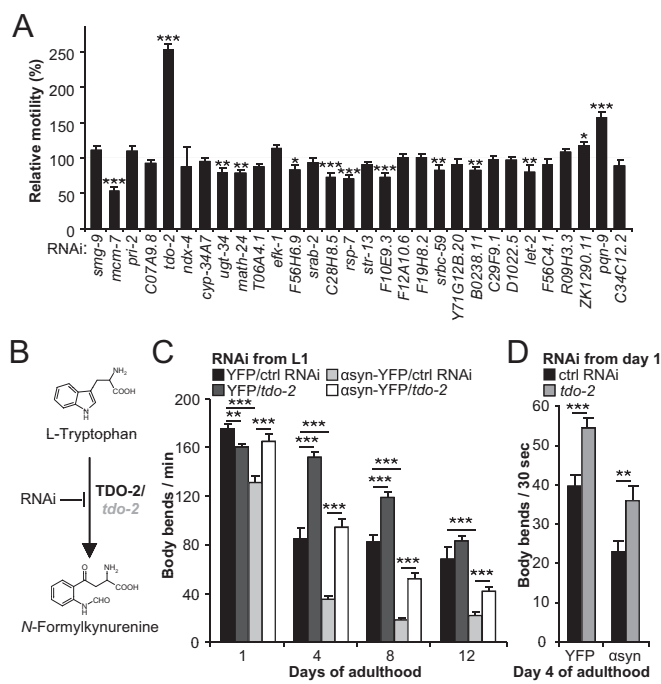 A
***
250
200
150
100
50
0
Relative motility (%)
***
** ** * *** *** *** ** ** ** * ***
RNAi:
smg-9
mcm-7
pri-2
C07A9.8
tdo-2
ndx-4
cyp-34A7
ugt-34
math-24
T06A4.1
efk-1
F56H6.9
srab-2
C28H8.5
rsp-7
str-13
F10E9.3
F12A10.6
F19H8.2
srbc-59
Y71G12B.20
B0238.11
C29F9.1
D1022.5
let-2
F56C4.1
R09H3.3
ZK1290.11
pqn-9
C34C12.2
B
NH2
COOH
N
H
L-Tryptophan
RNAi
TDO-2/
tdo-2
O
NH2
COOH
N
H
CHO
N-Formylkynurenine
C
RNAi from L1
YFP/ctrl RNAi
αsyn-YFP/ctrl RNAi
YFP/tdo-2
αsyn-YFP/tdo-2
200
160
120
80
40
0
Body bends / min
***
** ***
***
***
***
***
***
***
***
***
1 4 8 12
Days of adulthood
D
RNAi from day 1
ctrl RNAi
tdo-2
60
50
40
30
20
10
0
Body bends / 30 sec
***
**
YFP αsyn
Day 4 of adulthood